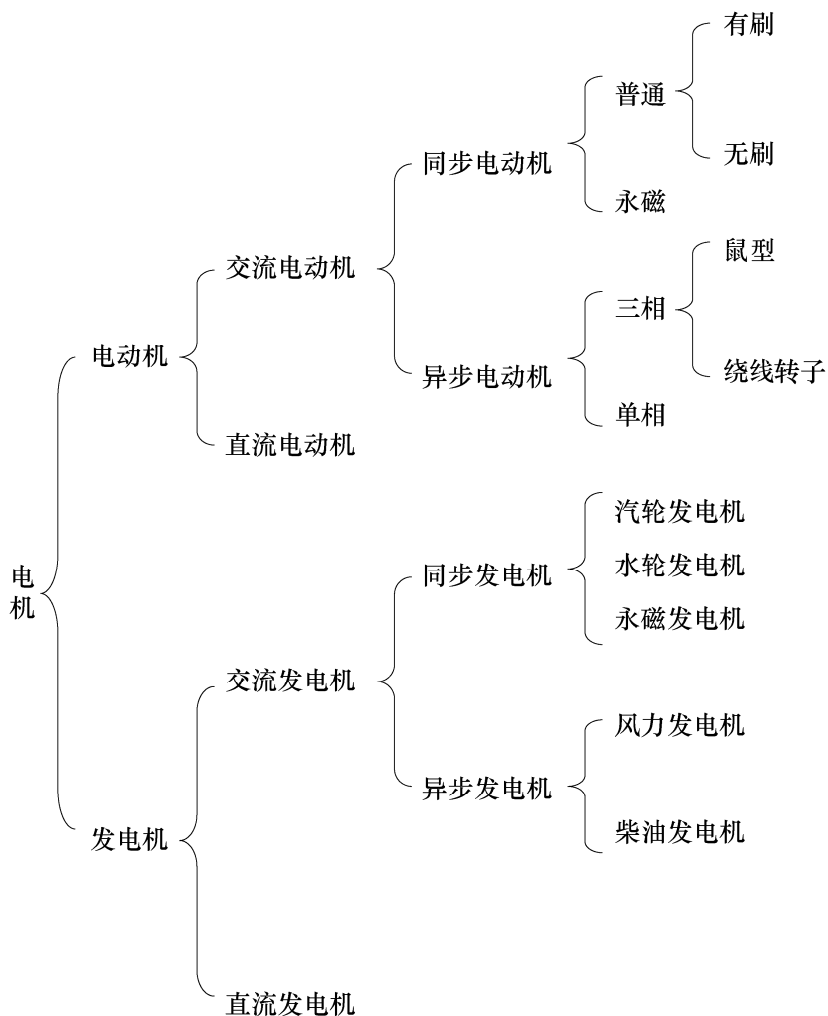 电机
电动机
交流电动机
同步电动机
普通
有刷
无刷
永磁
异步电动机
三相
鼠型
绕线转子
单相
直流电动机
发电机
交流发电机
同步发电机
汽轮发电机
水轮发电机
永磁发电机
异步发电机
风力发电机
柴油发电机
直流发电机